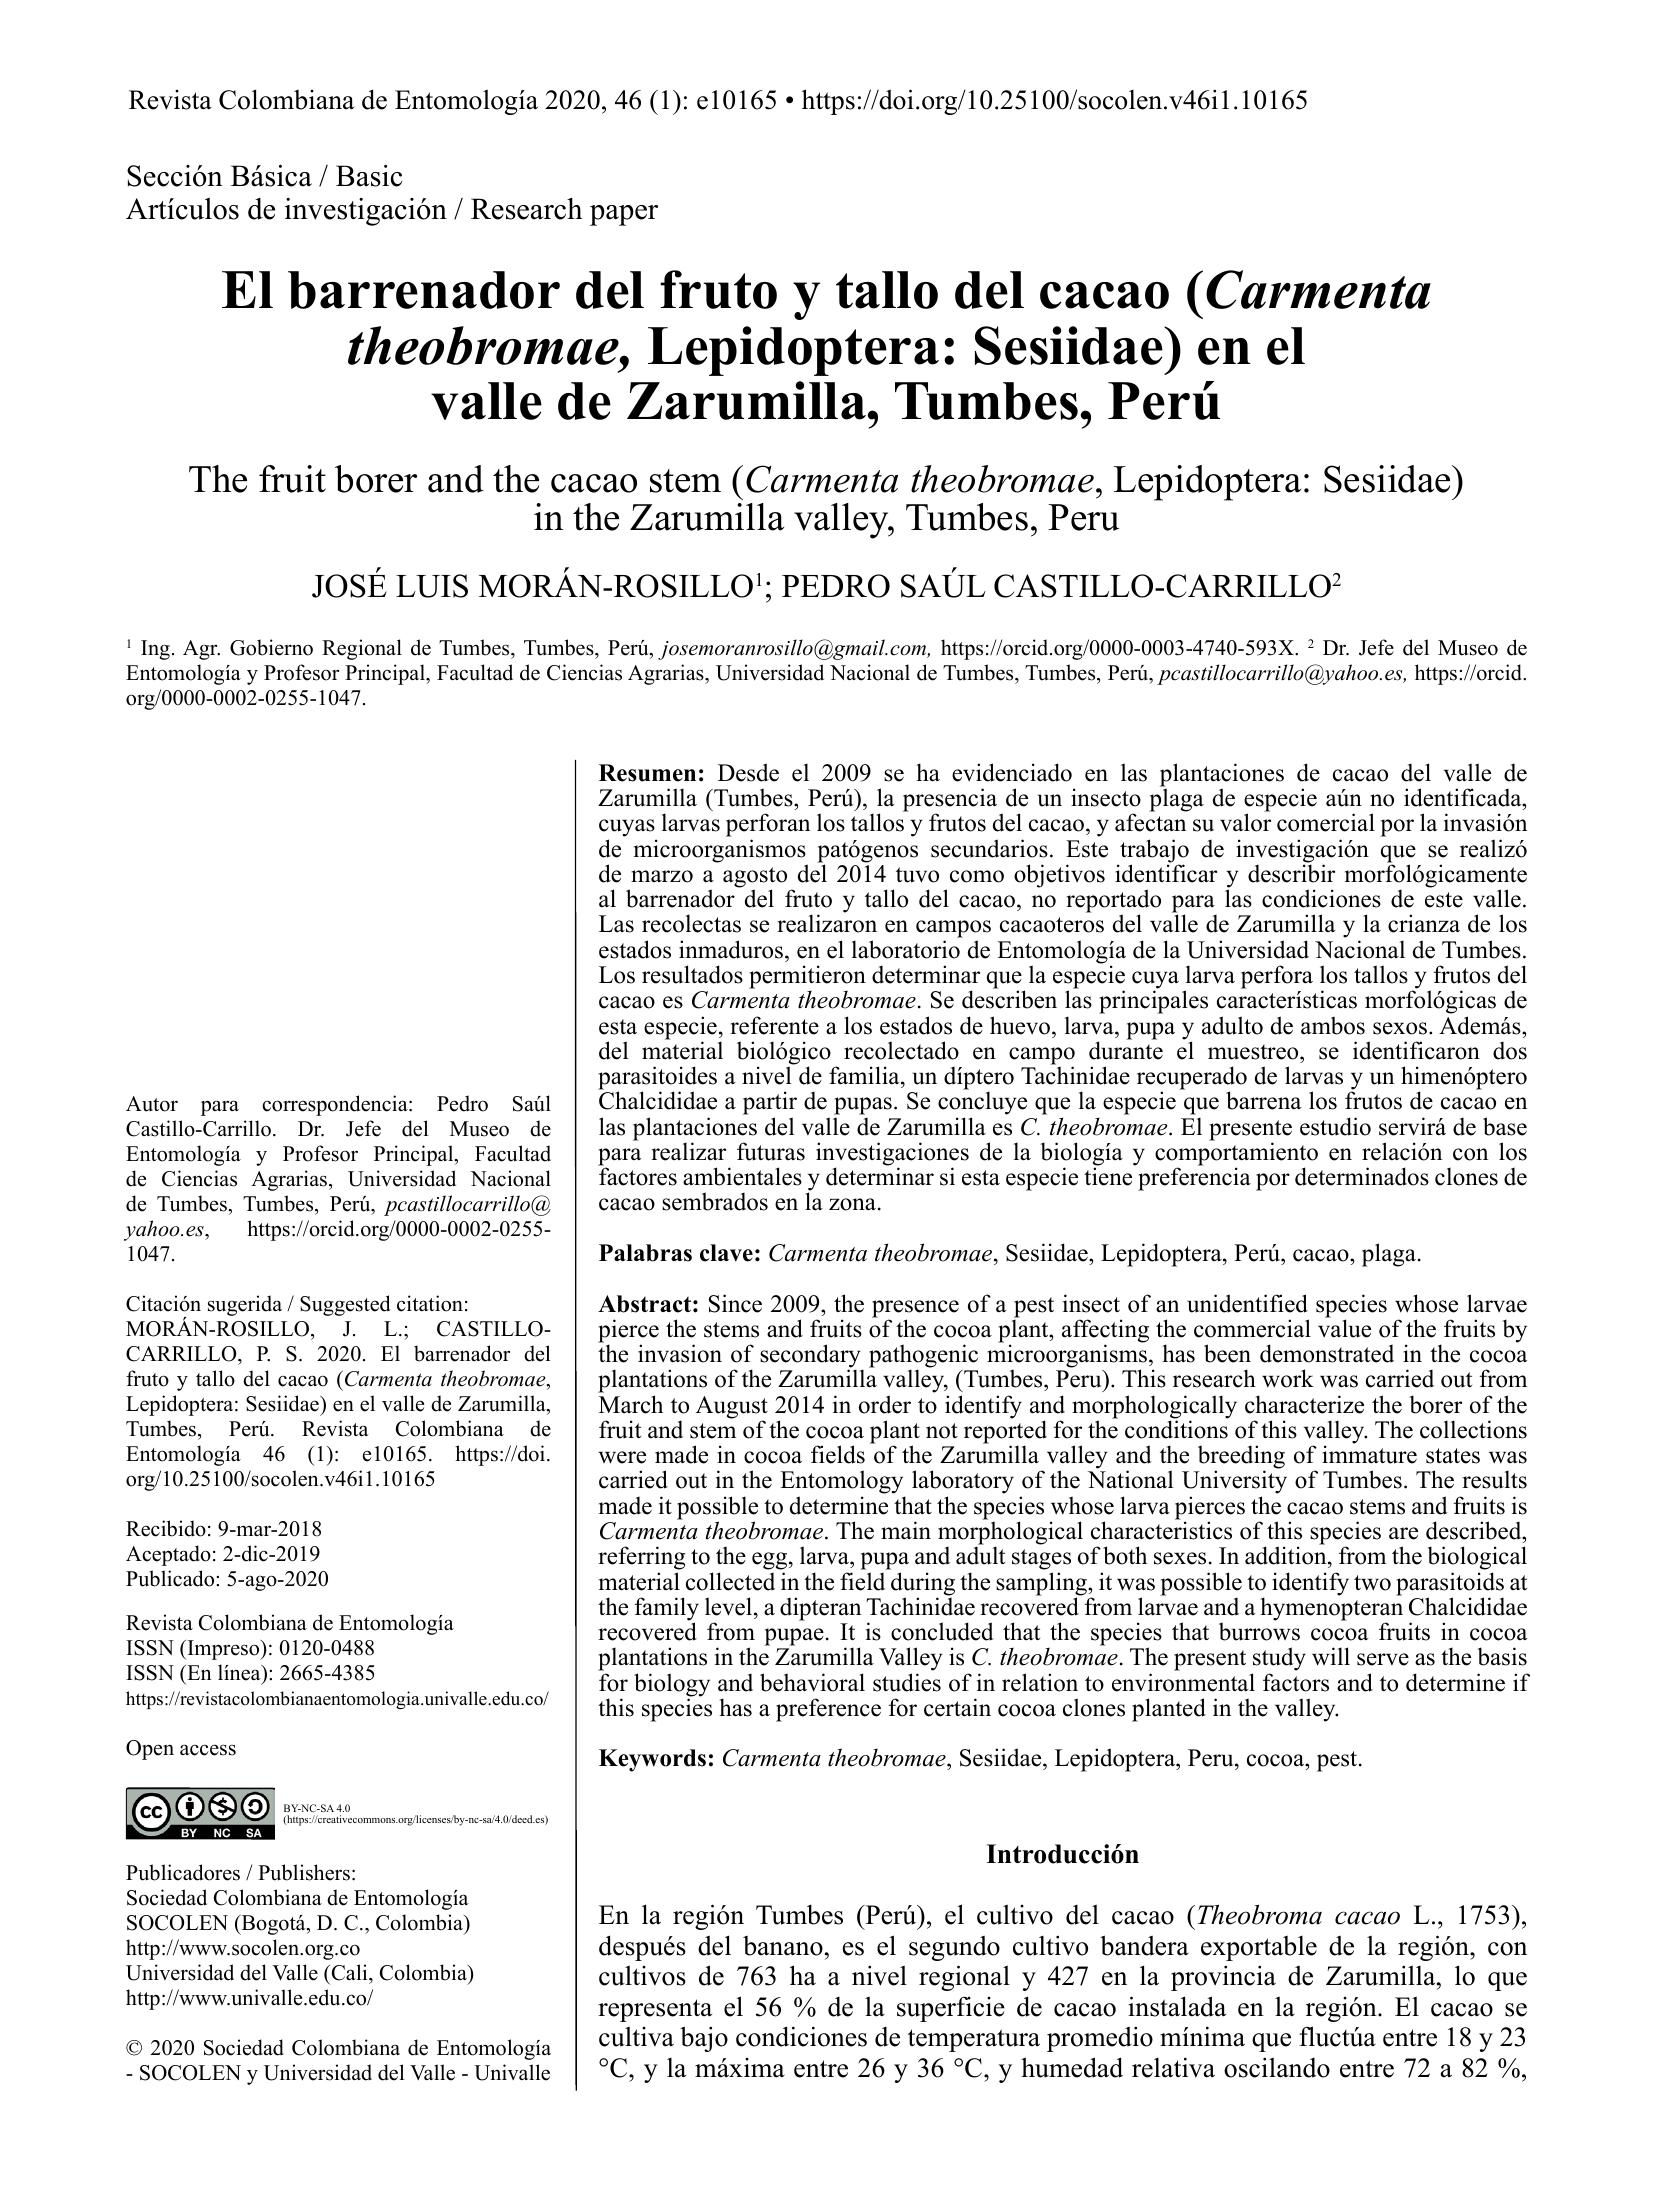 Revista Colombiana de Entomología 2020, 46 (1): e10165 • https://doi.org/10.25100/socolen.v46i1.10165
Sección Básica / Basic
Artículos de investigación / Research paper
El barrenador del fruto y tallo del cacao (Carmenta
theobromae, Lepidoptera: Sesiidae) en el
valle de Zarumilla, Tumbes, Perú
The fruit borer and the cacao stem (Carmenta theobromae, Lepidoptera: Sesiidae)
in the Zarumilla valley, Tumbes, Peru
JOSÉ LUIS MORÁN-ROSILLO1; PEDRO SAÚL CASTILLO-CARRILLO2
1 Ing. Agr. Gobierno Regional de Tumbes, Tumbes, Perú, josemoranrosillo@gmail.com, https://orcid.org/0000-0003-4740-593X. 2 Dr. Jefe del Museo de
Entomología y Profesor Principal, Facultad de Ciencias Agrarias, Universidad Nacional de Tumbes, Tumbes, Perú, pcastillocarrillo@yahoo.es, https://orcid.
org/0000-0002-0255-1047.
Autor para correspondencia: Pedro Saúl
Castillo-Carrillo. Dr. Jefe del Museo de
Entomología y Profesor Principal, Facultad
de Ciencias Agrarias, Universidad Nacional
de Tumbes, Tumbes, Perú, pcastillocarrillo@
yahoo.es, https://orcid.org/0000-0002-0255-
1047.
Citación sugerida / Suggested citation:
MORÁN-ROSILLO, J. L.; CASTILLO-
CARRILLO, P. S. 2020. El barrenador del
fruto y tallo del cacao (Carmenta theobromae,
Lepidoptera: Sesiidae) en el valle de Zarumilla,
Tumbes, Perú. Revista Colombiana de
Entomología 46 (1): e10165. https://doi.
org/10.25100/socolen.v46i1.10165
Recibido: 9-mar-2018
Aceptado: 2-dic-2019
Publicado: 5-ago-2020
Revista Colombiana de Entomología
ISSN (Impreso): 0120-0488
ISSN (En línea): 2665-4385
https://revistacolombianaentomologia.univalle.edu.co/
Open access
cc
BY NC SA
BY-NC-SA 4.0
(https://creativecommons.org/licenses/by-nc-sa/4.0/deed.es)
Publicadores / Publishers:
Sociedad Colombiana de Entomología
SOCOLEN (Bogotá, D. C., Colombia)
http://www.socolen.org.co
Universidad del Valle (Cali, Colombia)
http://www.univalle.edu.co/
© 2020 Sociedad Colombiana de Entomología
- SOCOLEN y Universidad del Valle - Univalle
Resumen: Desde el 2009 se ha evidenciado en las plantaciones de cacao del valle de
Zarumilla (Tumbes, Perú), la presencia de un insecto plaga de especie aún no identificada,
cuyas larvas perforan los tallos y frutos del cacao, y afectan su valor comercial por la invasión
de microorganismos patógenos secundarios. Este trabajo de investigación que se realizó
de marzo a agosto del 2014 tuvo como objetivos identificar y describir morfológicamente
al barrenador del fruto y tallo del cacao, no reportado para las condiciones de este valle.
Las recolectas se realizaron en campos cacaoteros del valle de Zarumilla y la crianza de los
estados inmaduros, en el laboratorio de Entomología de la Universidad Nacional de Tumbes.
Los resultados permitieron determinar que la especie cuya larva perfora los tallos y frutos del
cacao es Carmenta theobromae. Se describen las principales características morfológicas de
esta especie, referente a los estados de huevo, larva, pupa y adulto de ambos sexos. Además,
del material biológico recolectado en campo durante el muestreo, se identificaron dos
parasitoides a nivel de familia, un díptero Tachinidae recuperado de larvas y un himenóptero
Chalcididae a partir de pupas. Se concluye que la especie que barrena los frutos de cacao en
las plantaciones del valle de Zarumilla es C. theobromae. El presente estudio servirá de base
para realizar futuras investigaciones de la biología y comportamiento en relación con los
factores ambientales y determinar si esta especie tiene preferencia por determinados clones de
cacao sembrados en la zona.
Palabras clave: Carmenta theobromae, Sesiidae, Lepidoptera, Perú, cacao, plaga.
Abstract: Since 2009, the presence of a pest insect of an unidentified species whose larvae
pierce the stems and fruits of the cocoa plant, affecting the commercial value of the fruits by
the invasion of secondary pathogenic microorganisms, has been demonstrated in the cocoa
plantations of the Zarumilla valley, (Tumbes, Peru). This research work was carried out from
March to August 2014 in order to identify and morphologically characterize the borer of the
fruit and stem of the cocoa plant not reported for the conditions of this valley. The collections
were made in cocoa fields of the Zarumilla valley and the breeding of immature states was
carried out in the Entomology laboratory of the National University of Tumbes. The results
made it possible to determine that the species whose larva pierces the cacao stems and fruits is
Carmenta theobromae. The main morphological characteristics of this species are described,
referring to the egg, larva, pupa and adult stages of both sexes. In addition, from the biological
material collected in the field during the sampling, it was possible to identify two parasitoids at
the family level, a dipteran Tachinidae recovered from larvae and a hymenopteran Chalcididae
recovered from pupae. It is concluded that the species that burrows cocoa fruits in cocoa
plantations in the Zarumilla Valley is C. theobromae. The present study will serve as the basis
for biology and behavioral studies of in relation to environmental factors and to determine if
this species has a preference for certain cocoa clones planted in the valley.
Keywords: Carmenta theobromae, Sesiidae, Lepidoptera, Peru, cocoa, pest.
Introducción
En la región Tumbes (Perú), el cultivo del cacao (Theobroma cacao L., 1753),
después del banano, es el segundo cultivo bandera exportable de la región, con
cultivos de 763 ha a nivel regional y 427 en la provincia de Zarumilla, lo que
representa el 56 % de la superficie de cacao instalada en la región. El cacao se
cultiva bajo condiciones de temperatura promedio mínima que fluctúa entre 18 y 23
°C, y la máxima entre 26 y 36 °C, y humedad relativa oscilando entre 72 a 82 %,